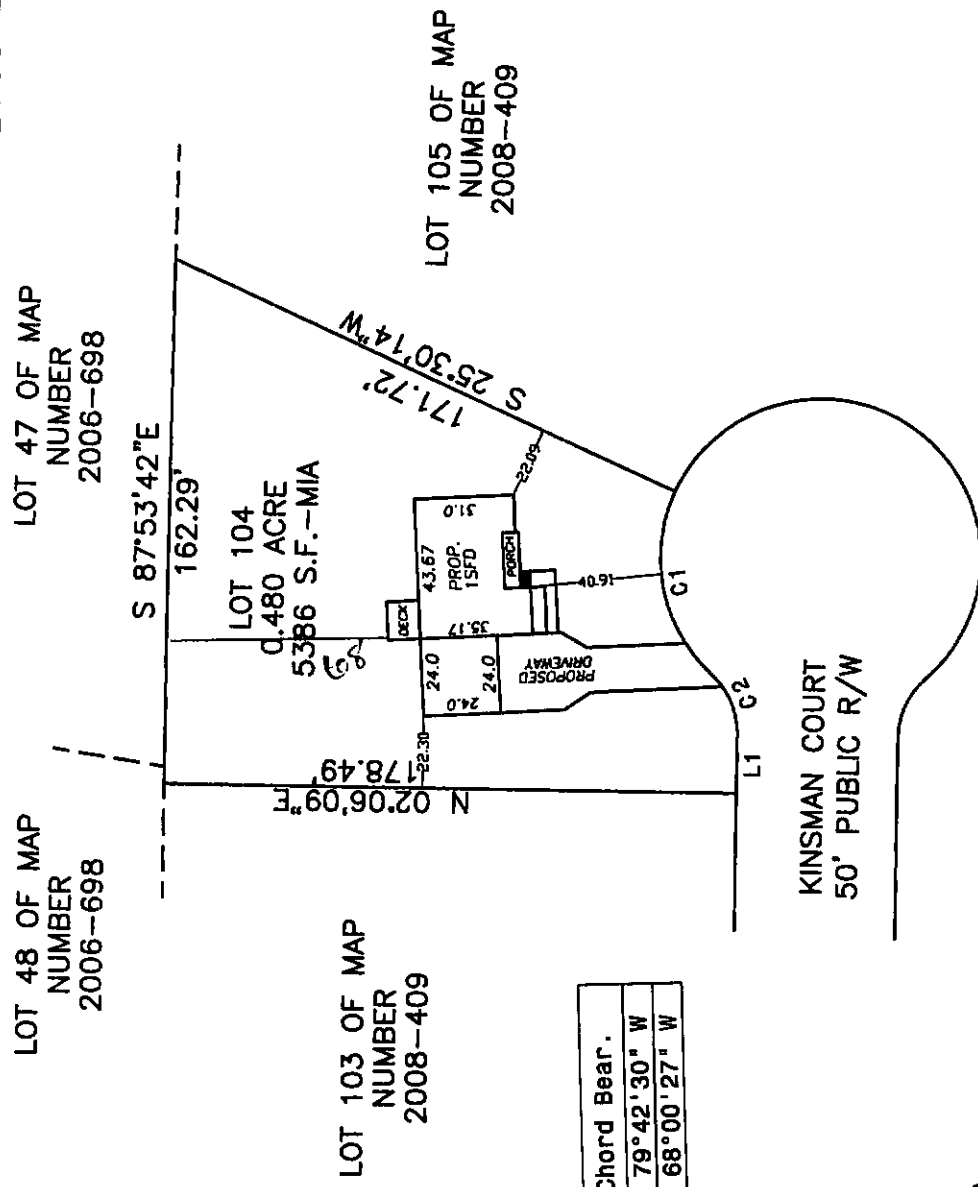 LOT 47 OF MAP
NUMBER
2006-698
LOT 48 OF MAP
NUMBER
2006-698
S 87°53'42"E
162.29'
LOT 104
0.480 ACRE
5386 S.F.-MIA
LOT 105 OF MAP
NUMBER
2008-409
S 25°30'14"W
171.72'
N 02°06'09"E
178.49'
DECK
43.67
31.0
PROP.
1SFD
PORCH
35.17
24.0
24.0
24.0
22.30
22.09
40.91
PROPOSED
DRIVEWAY
C1
C2
L1
LOT 103 OF MAP
NUMBER
2008-409
KINSMAN COURT
50' PUBLIC R/W
Chord Bear.
79°42'30" W
68°00'27" W